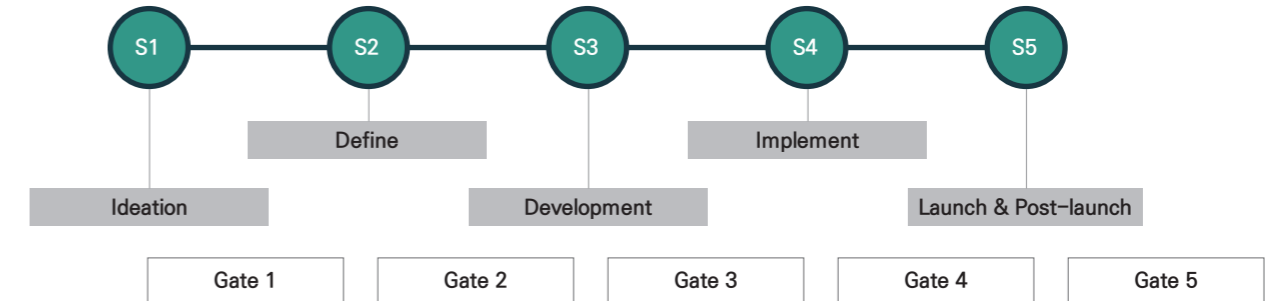 S1 S2 S3 S4 S5
Define Implement
Ideation Development Launch & Post-launch
Gate 1 Gate 2 Gate 3 Gate 4 Gate 5